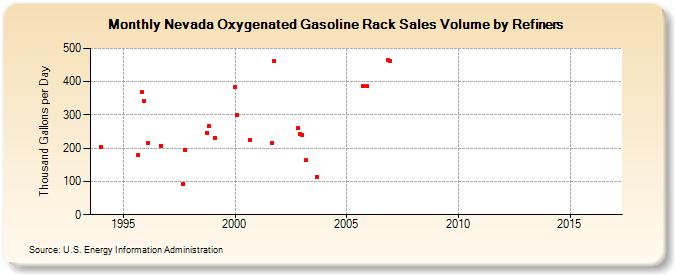 Monthly Nevada Oxygenated Gasoline Rack Sales Volume by Refiners
Thousand Gallons per Day
500
400
300
200
100
0
1995 2000 2005 2010 2015
Source: U.S. Energy Information Administration